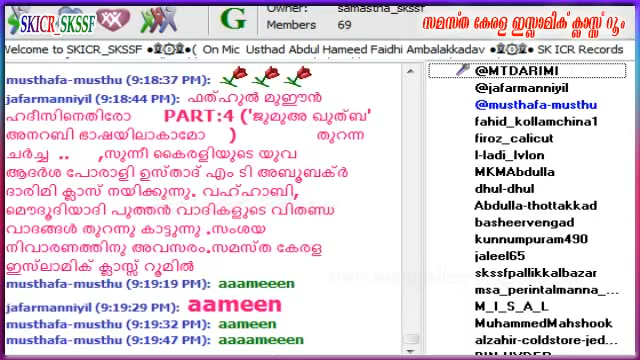 SKICR_SKSSF
G
Owner: samastha_skssf
Members 69
സമസ്ത കേരള ഇസ്ലാമിക് ക്ലാസ്സ് റൂം
Welcome to SKICR_SKSSF ( On Mic Usthad Abdul Hameed Faidhi Ambalakkadav SK ICR Records
musthafa-musthu (9:18:37 PM):
jafarmanniyil (9:18:44 PM): ഫത്ഹുൽ മുഈൻ
ഹദീസിനെതിരോ PART:4 ('ജുമുഅ ഖുത്ബ'
അനറബി ഭാഷയിലാകാമോ ) തുറന്ന
ചർച്ച .. ,സുന്നീ കൈരളിയുടെ യുവ
ആദർശ പോരാളി ഉസ്താദ് എം ടി അബൂബക്ർ
ദാരിമി ക്ലാസ് നയിക്കുന്നു. വഹ്ഹാബി,
മൌദൂദിയാദി പുത്തൻ വാദികളുടെ വിതണ്ഡ
വാദങ്ങൾ തുറന്നു കാട്ടുന്നു .സംശയ
നിവാരണത്തിനു അവസരം.സമസ്ത കേരള
ഇസ്ലാമിക് ക്ലാസ്സ് റൂമിൽ
musthafa-musthu (9:19:19 PM): aaameeen
jafarmanniyil (9:19:29 PM): aameen
musthafa-musthu (9:19:32 PM): aameen
musthafa-musthu (9:19:47 PM): aaaameeen
@MTDARIMI
@jafarmanniyil
@musthafa-musthu
fahid_kollamchina1
firoz_calicut
I-ladi_lvlon
MKMAbdulla
dhul-dhul
Abdulla-thottakkad
basheervengad
kunnumpuram490
jaleel65
skssfpallikkalbazar
msa_perintalmanna_...
M_I_S_A_L
MuhammedMahshook
alzahir-coldstore-jed...